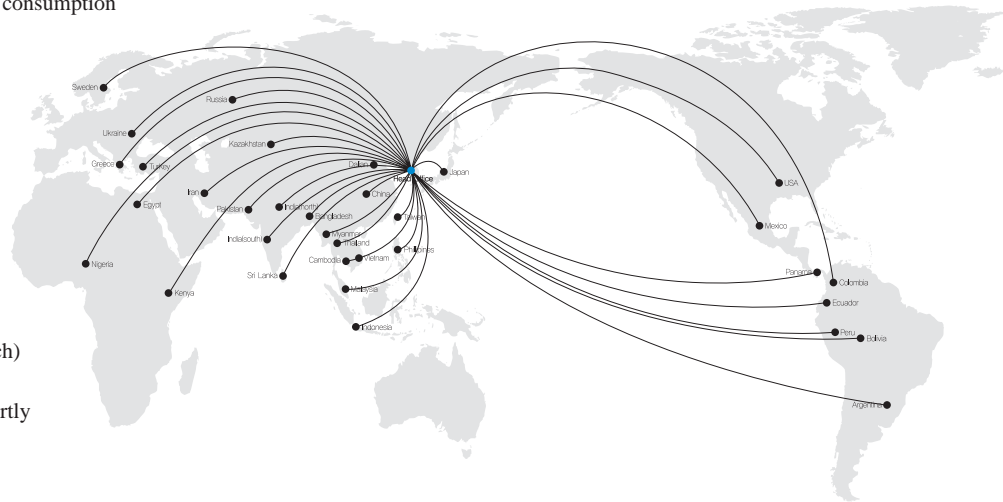 consumption
Sweden
Russia
Ukraine
Kazakhstan
Greece
Turkey
Dalian
Japan
Head Office
USA
Iran
China
Egypt
Pakistan
India(north)
Bangladesh
Taiwan
Mexico
Myanmar
India(south)
Thailand
Philipines
Nigeria
Cambodia
Vietnam
Sri Lanka
Panama
Colombia
Kenya
Malaysia
Ecuador
Indonesia
Peru
Bolivia
ch)
Argentina
rtly